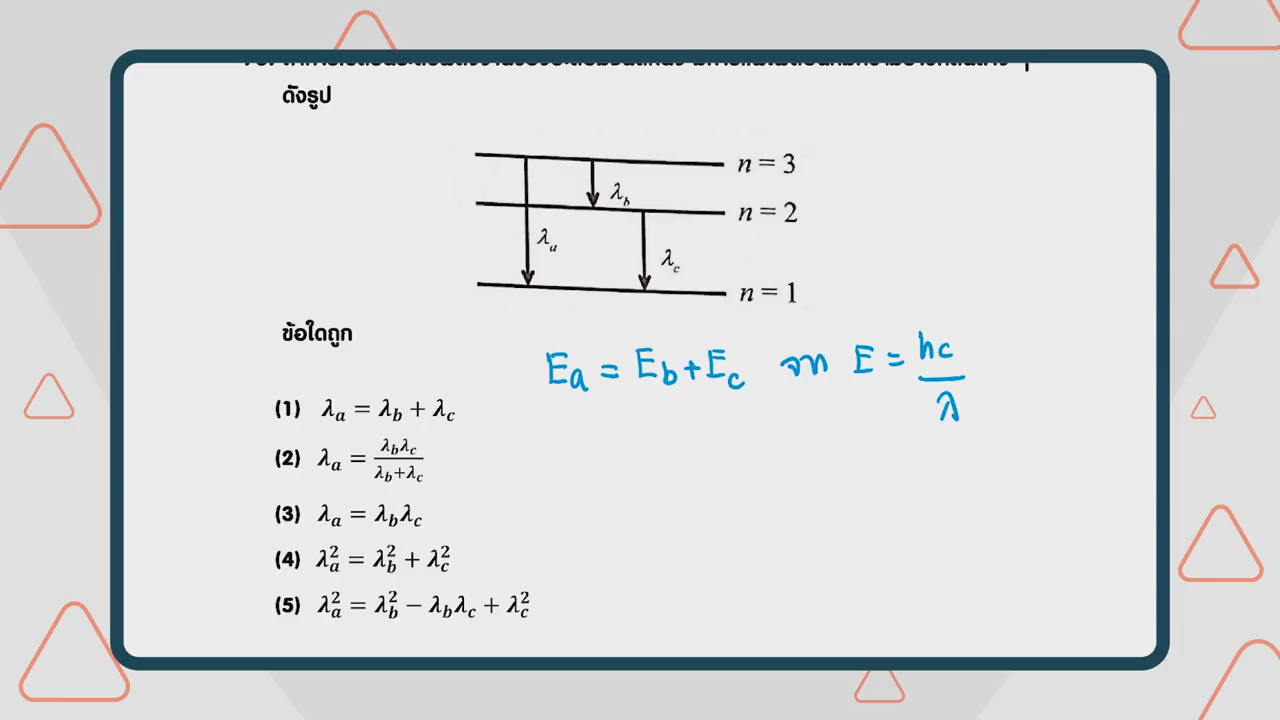 ดังรูป
n = 3
λb
n = 2
λa
λc
n = 1
ข้อใดถูก
Ea = Eb + Ec จาก E = hc/λ
(1) λa = λb + λc
(2) λa = λbλc/λb+λc
(3) λa = λbλc
(4) λa² = λb² + λc²
(5) λa² = λb² − λbλc + λc²